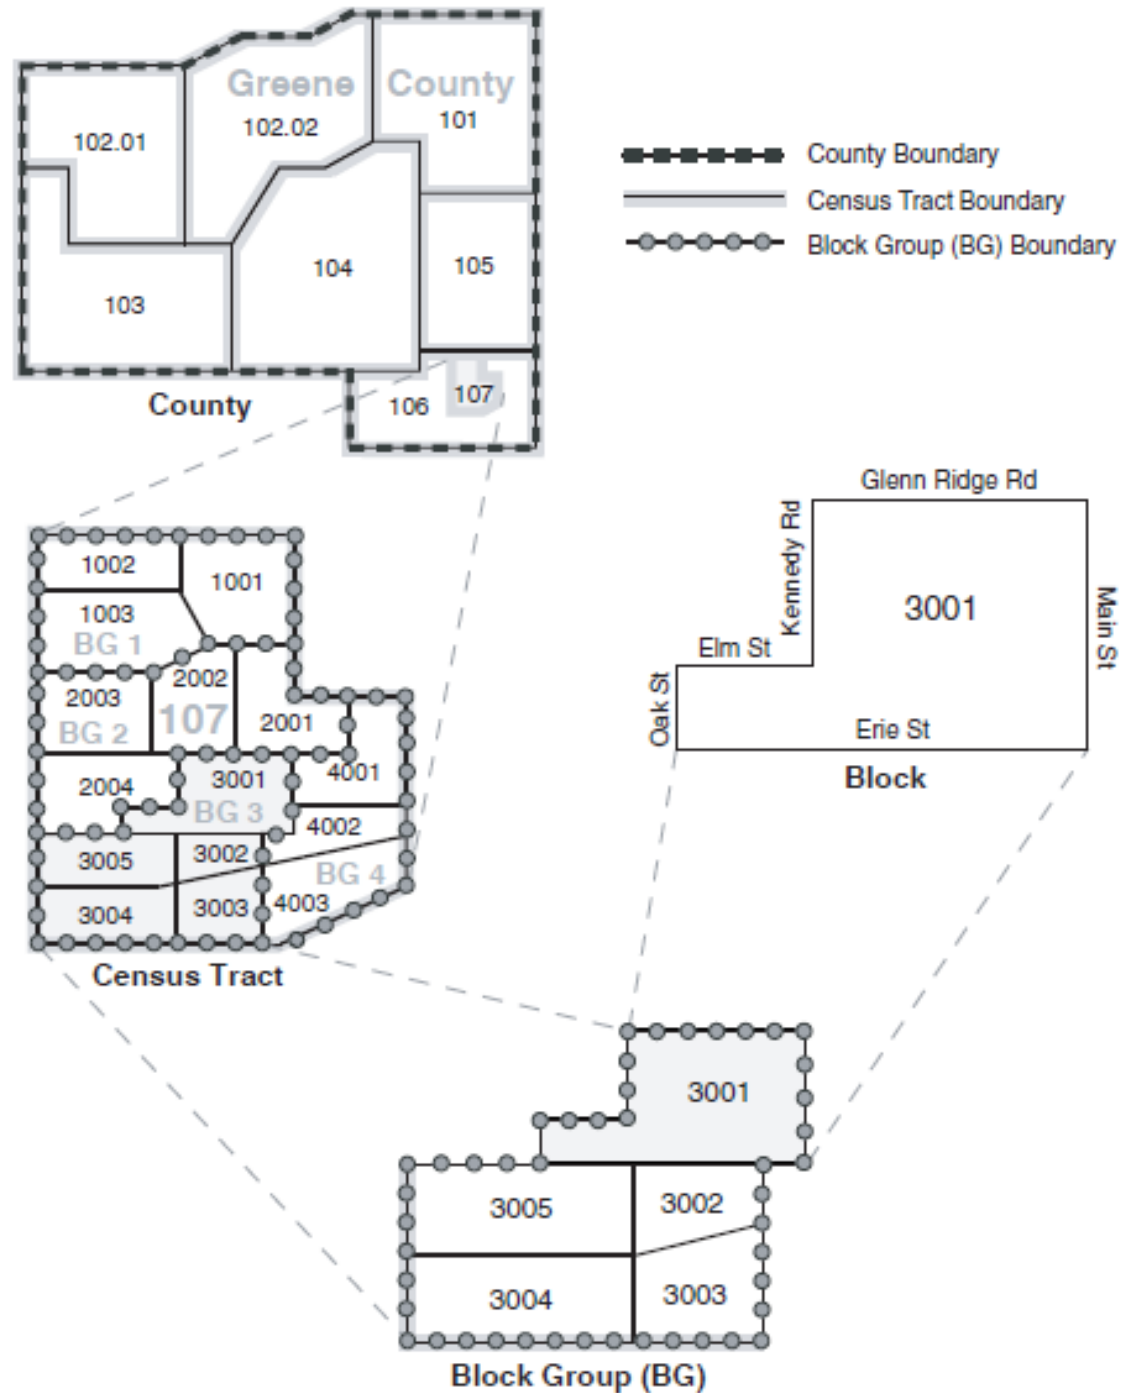 Greene County
102.01
102.02
101
103
104
105
106
107
County
County Boundary
Census Tract Boundary
Block Group (BG) Boundary
1002
1001
1003
BG 1
2003
2002
BG 2
107
2001
2004
3001
4001
BG 3
4002
3005
3002
BG 4
3004
3003
4003
Census Tract
Glenn Ridge Rd
Kennedy Rd
3001
Main St
Elm St
Oak St
Erie St
Block
3001
3005
3002
3004
3003
Block Group (BG)